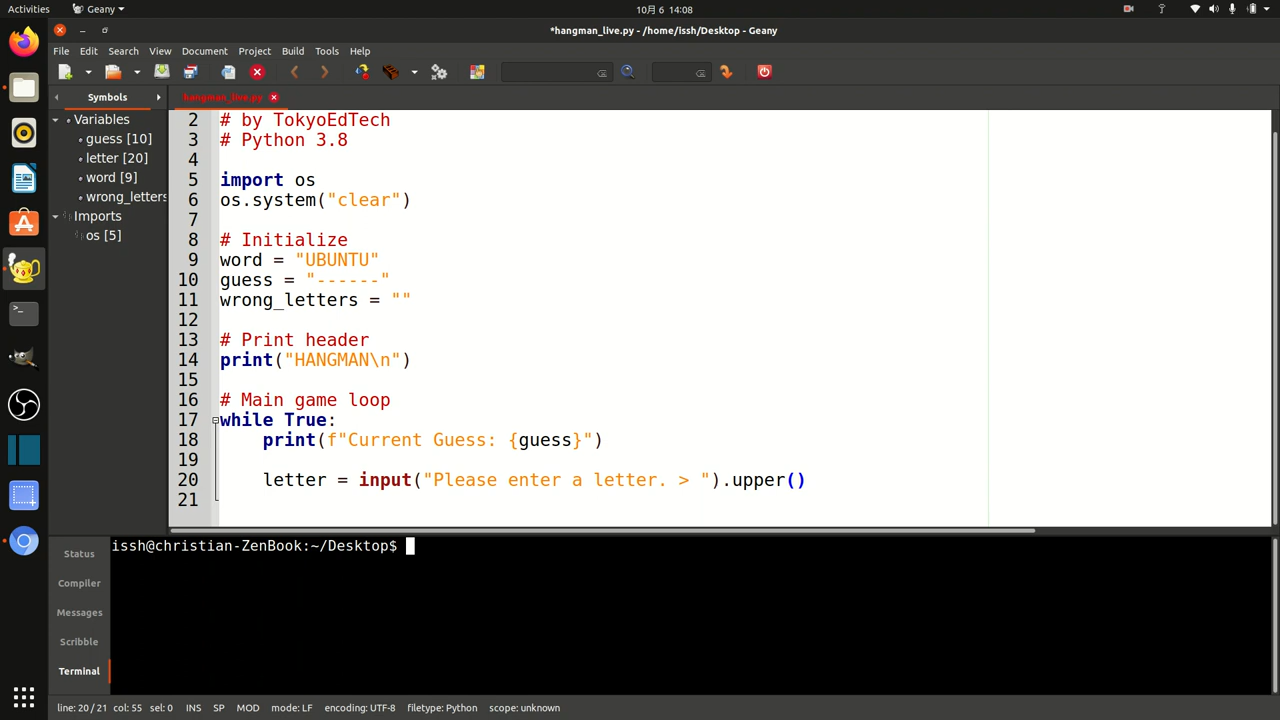 Activities
Geany
10月 6 14:08
*hangman_live.py - /home/issh/Desktop - Geany
File Edit Search View Document Project Build Tools Help
Symbols
hangman_live.py
Variables
guess [10]
letter [20]
word [9]
wrong_letters
Imports
os [5]
2 # by TokyoEdTech
3 # Python 3.8
4
5 import os
6 os.system("clear")
7
8 # Initialize
9 word = "UBUNTU"
10 guess = "------"
11 wrong_letters = ""
12
13 # Print header
14 print("HANGMAN\n")
15
16 # Main game loop
17 while True:
18 print(f"Current Guess: {guess}")
19
20 letter = input("Please enter a letter. > ").upper()
21
Status
Compiler
Messages
Scribble
Terminal
issh@christian-ZenBook:~/Desktop$
line: 20 / 21 col: 55 sel: 0 INS SP MOD mode: LF encoding: UTF-8 filetype: Python scope: unknown